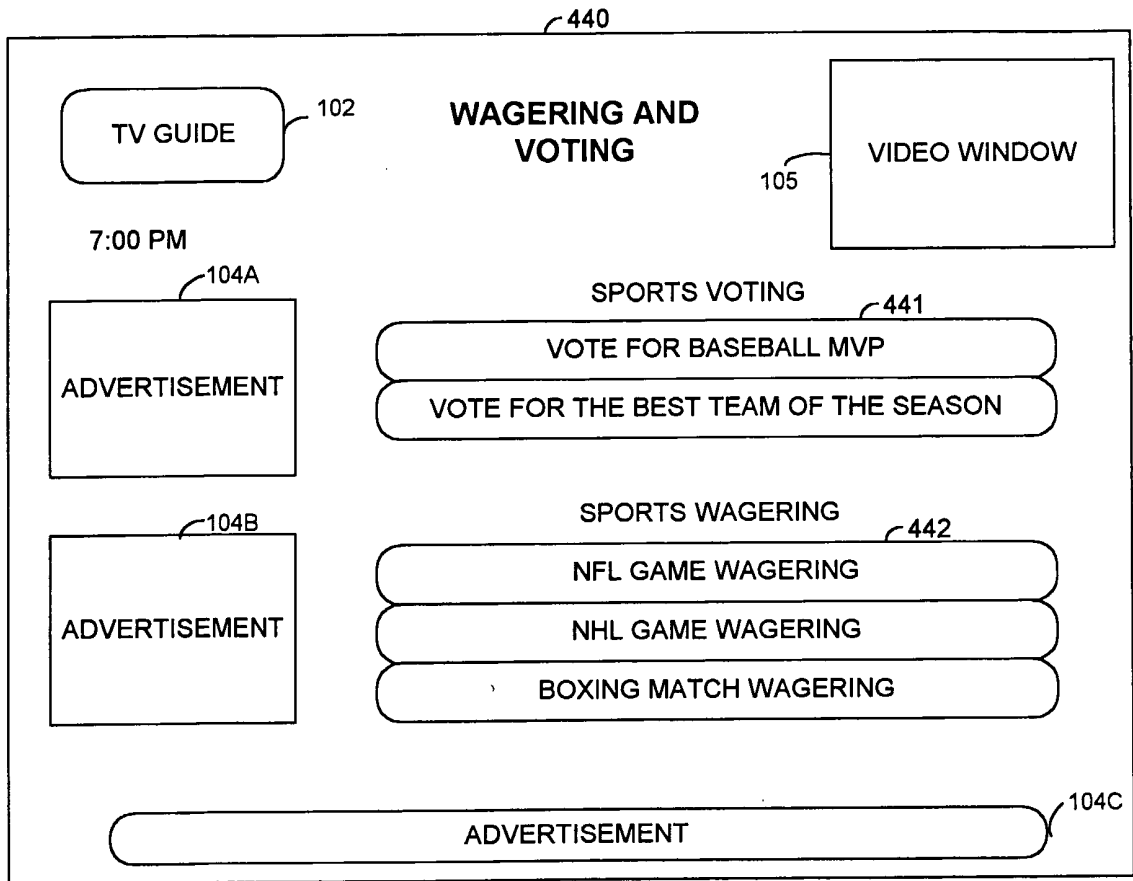 440
TV GUIDE
102
WAGERING AND
VOTING
105
VIDEO WINDOW
7:00 PM
104A
ADVERTISEMENT
SPORTS VOTING
441
VOTE FOR BASEBALL MVP
VOTE FOR THE BEST TEAM OF THE SEASON
104B
ADVERTISEMENT
SPORTS WAGERING
442
NFL GAME WAGERING
NHL GAME WAGERING
BOXING MATCH WAGERING
104C
ADVERTISEMENT